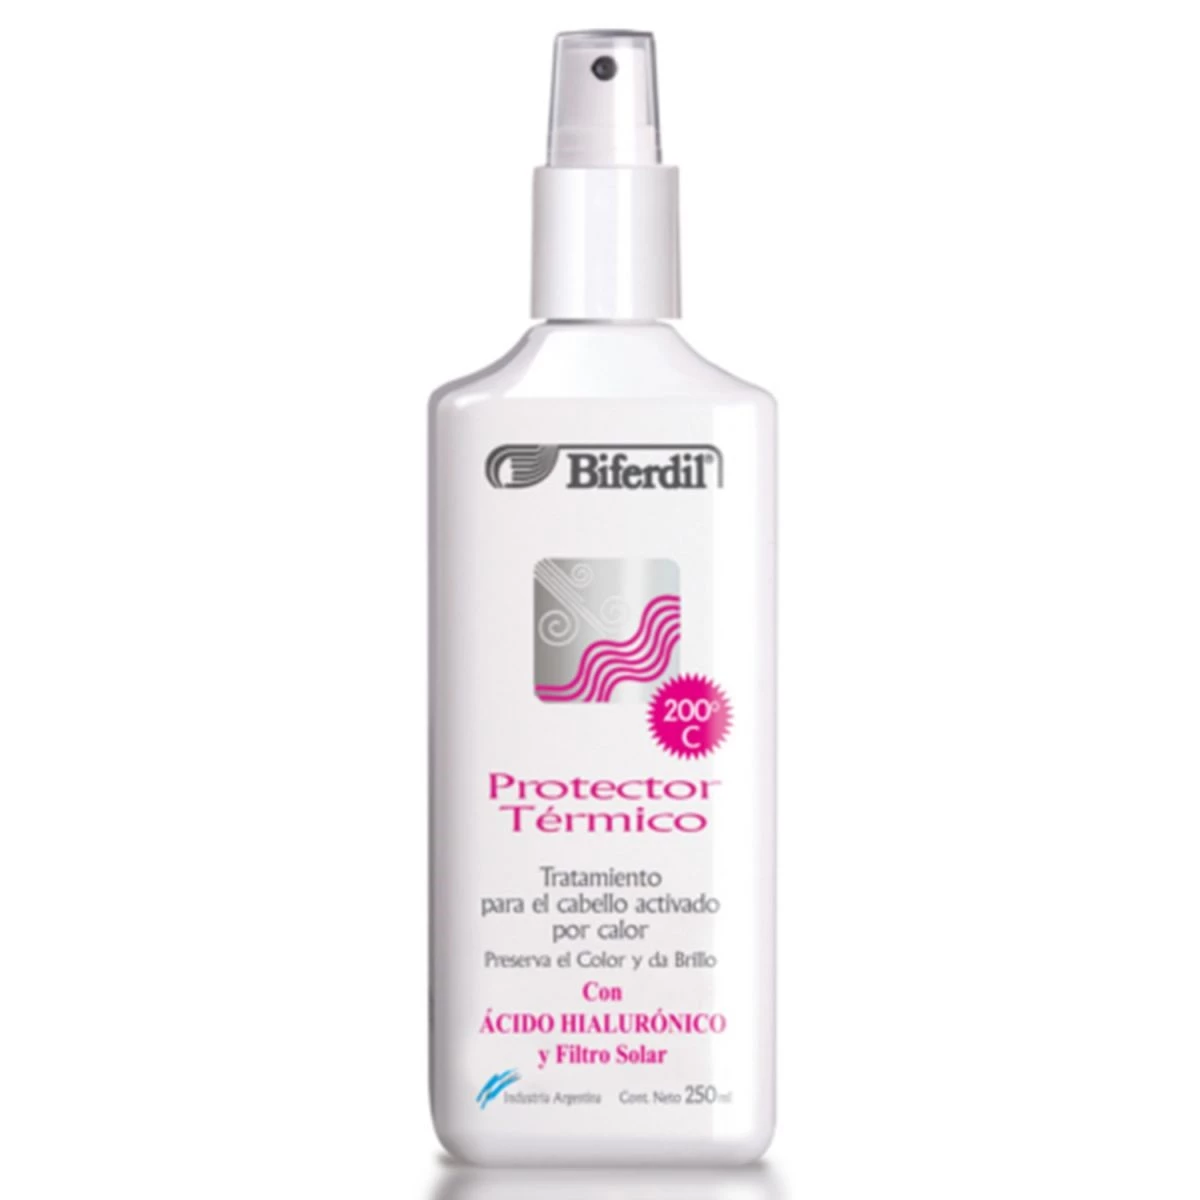 Biferdil®
200°
C
Protector
Térmico
Tratamiento
para el cabello activado
por calor
Preserva el Color y da Brillo
Con
ÁCIDO HIALURÓNICO
y Filtro Solar
Industria Argentina Cont. Neto 250 ml